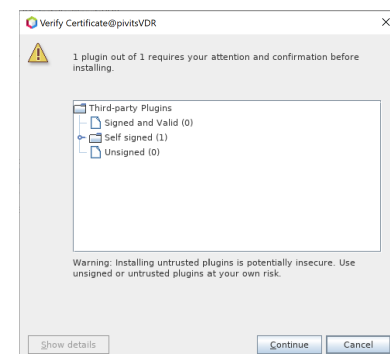 Verify Certificate@pivitsVDR
1 plugin out of 1 requires your attention and confirmation before
installing.
Third-party Plugins
Signed and Valid (0)
Self signed (1)
Unsigned (0)
Warning: Installing untrusted plugins is potentially insecure. Use
unsigned or untrusted plugins at your own risk.
Show details
Continue
Cancel